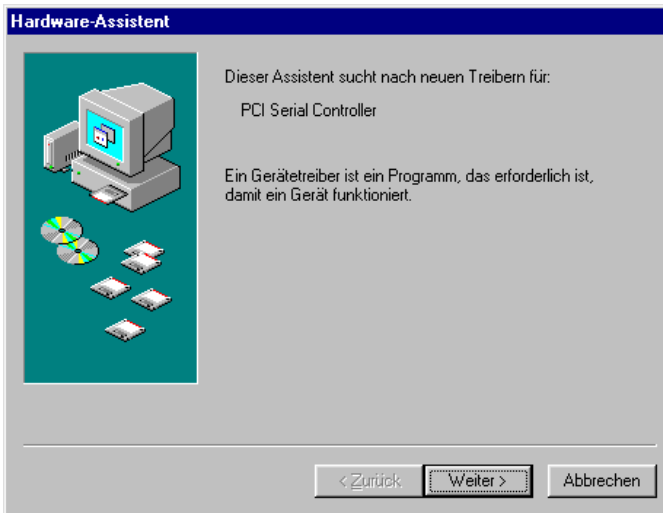 Hardware-Assistent
Dieser Assistent sucht nach neuen Treibern für:
PCI Serial Controller
Ein Gerätetreiber ist ein Programm, das erforderlich ist,
damit ein Gerät funktioniert.
< Zurück
Weiter >
Abbrechen